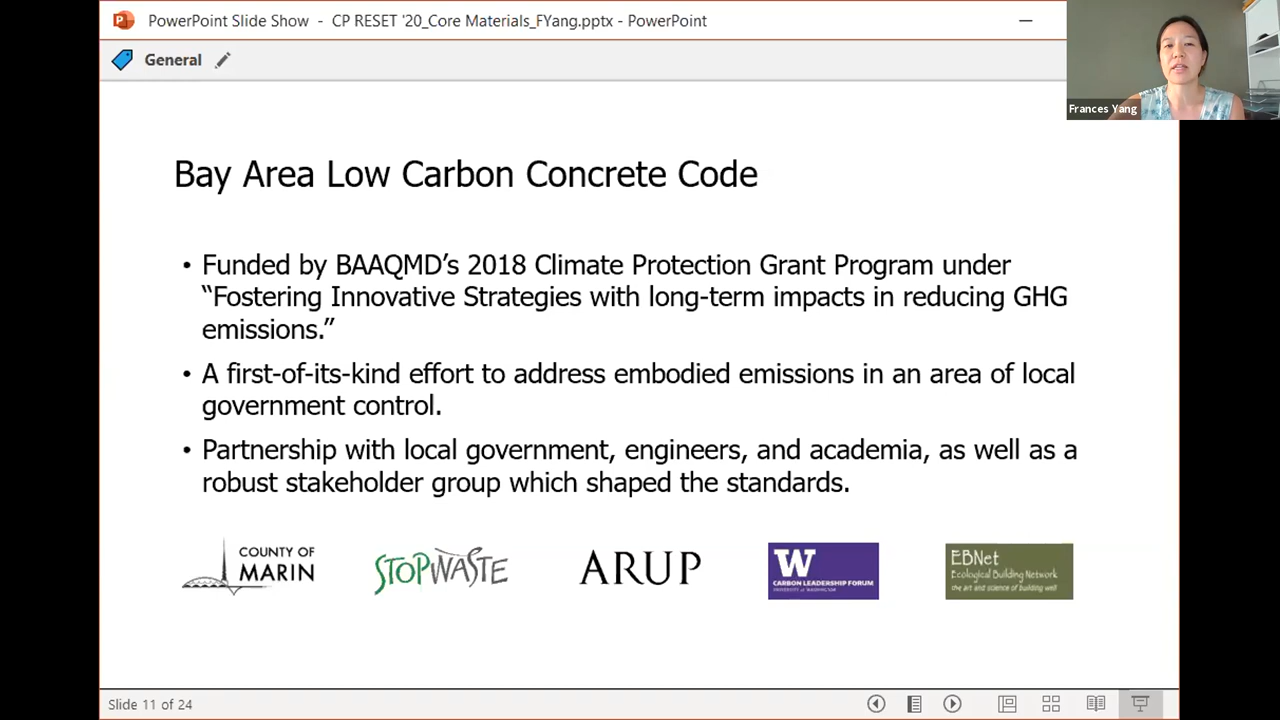 PowerPoint Slide Show - CP RESET '20_Core Materials_FYang.pptx - PowerPoint
General
Frances Yang
Bay Area Low Carbon Concrete Code
• Funded by BAAQMD’s 2018 Climate Protection Grant Program under
“Fostering Innovative Strategies with long-term impacts in reducing GHG
emissions.”
• A first-of-its-kind effort to address embodied emissions in an area of local
government control.
• Partnership with local government, engineers, and academia, as well as a
robust stakeholder group which shaped the standards.
COUNTY OF
MARIN
STOPWASTE
ARUP
W
CARBON LEADERSHIP FORUM
UNIVERSITY of WASHINGTON
EBNet
Ecological Building Network
the art and science of building well
Slide 11 of 24